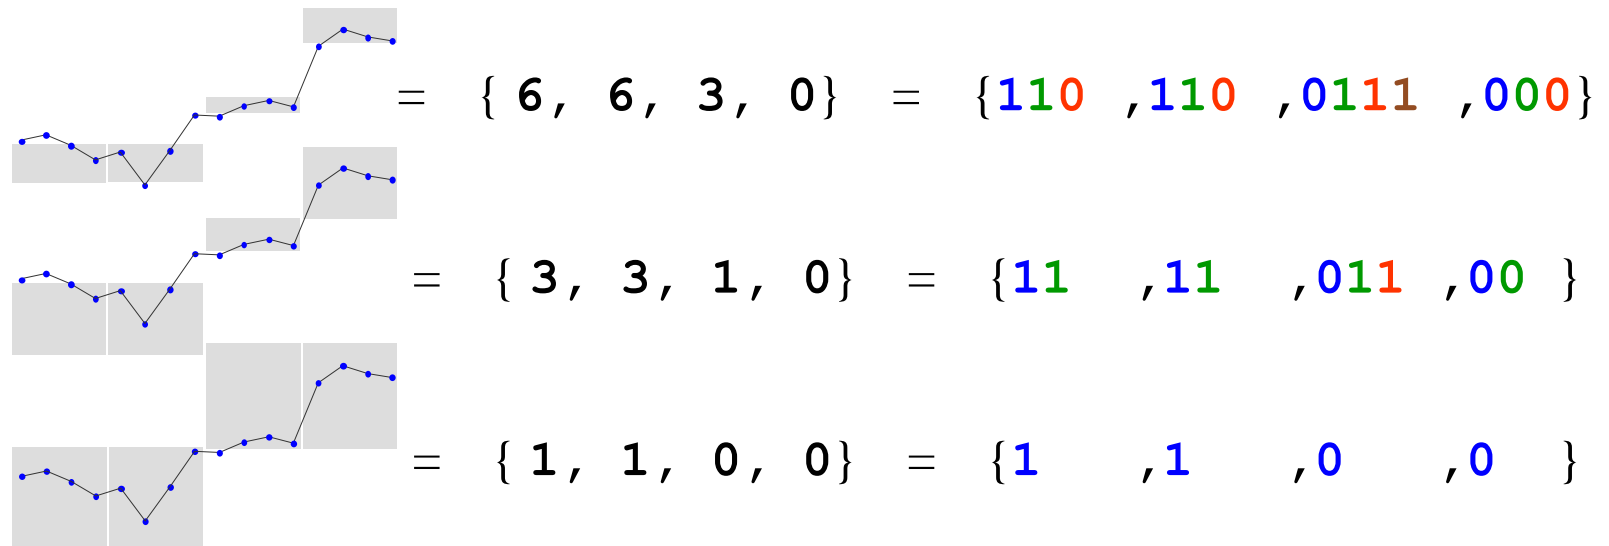 = { 6, 6, 3, 0} = {110 ,110 ,0111 ,000}
= { 3, 3, 1, 0} = {11 ,11 ,011 ,00 }
= { 1, 1, 0, 0} = {1 ,1 ,0 ,0 }